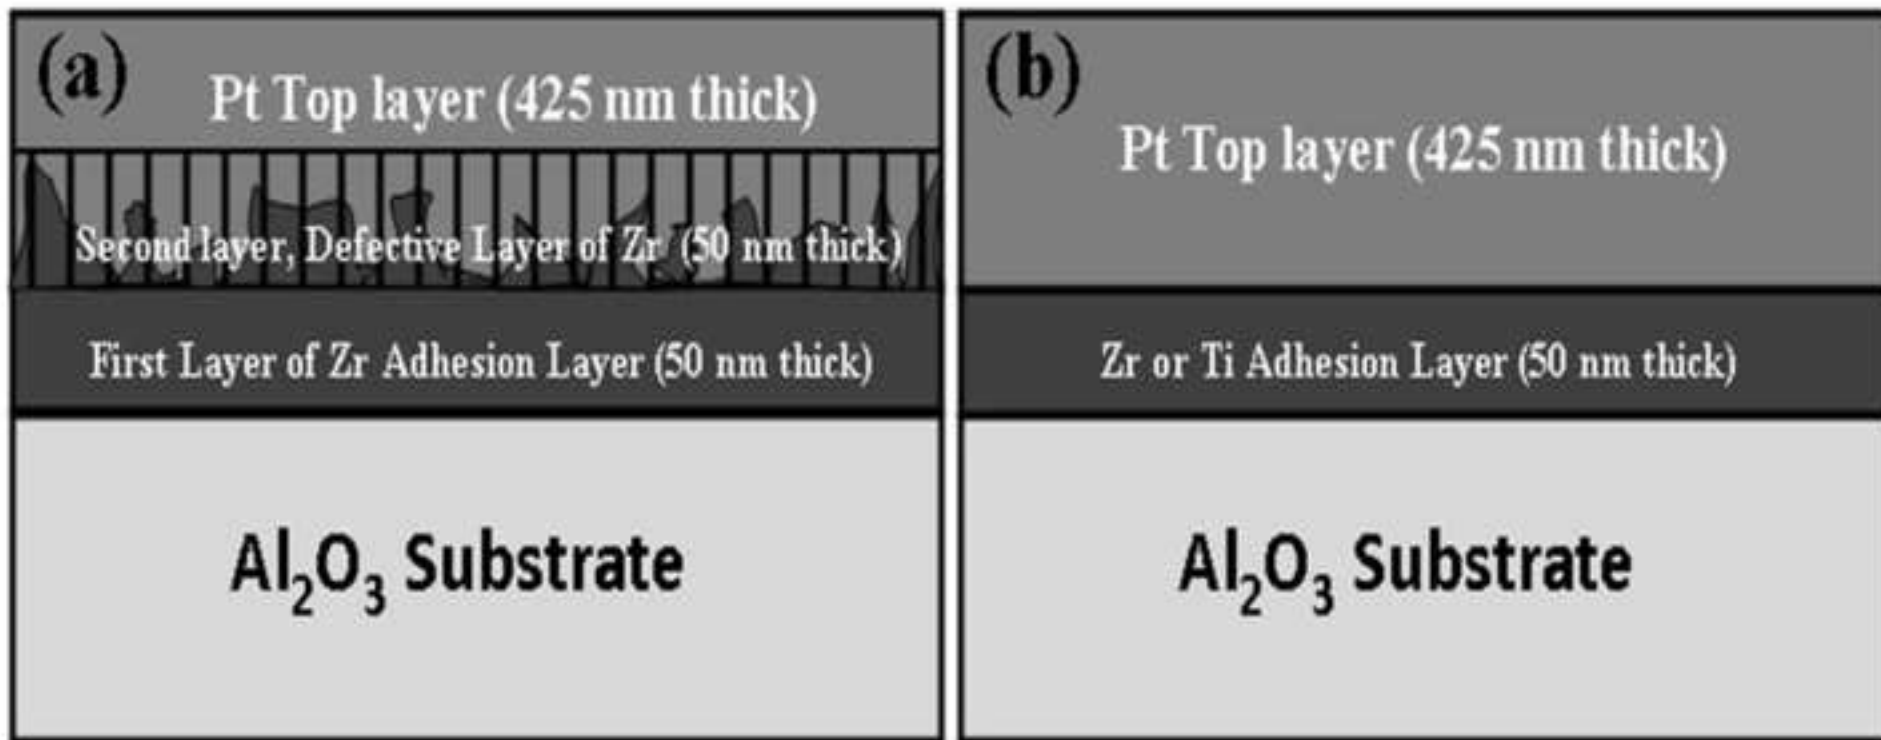 (a)
Pt Top layer (425 nm thick)
Second layer, Defective Layer of Zr (50 nm thick)
First Layer of Zr Adhesion Layer (50 nm thick)
Al₂O₃ Substrate
(b)
Pt Top layer (425 nm thick)
Zr or Ti Adhesion Layer (50 nm thick)
Al₂O₃ Substrate